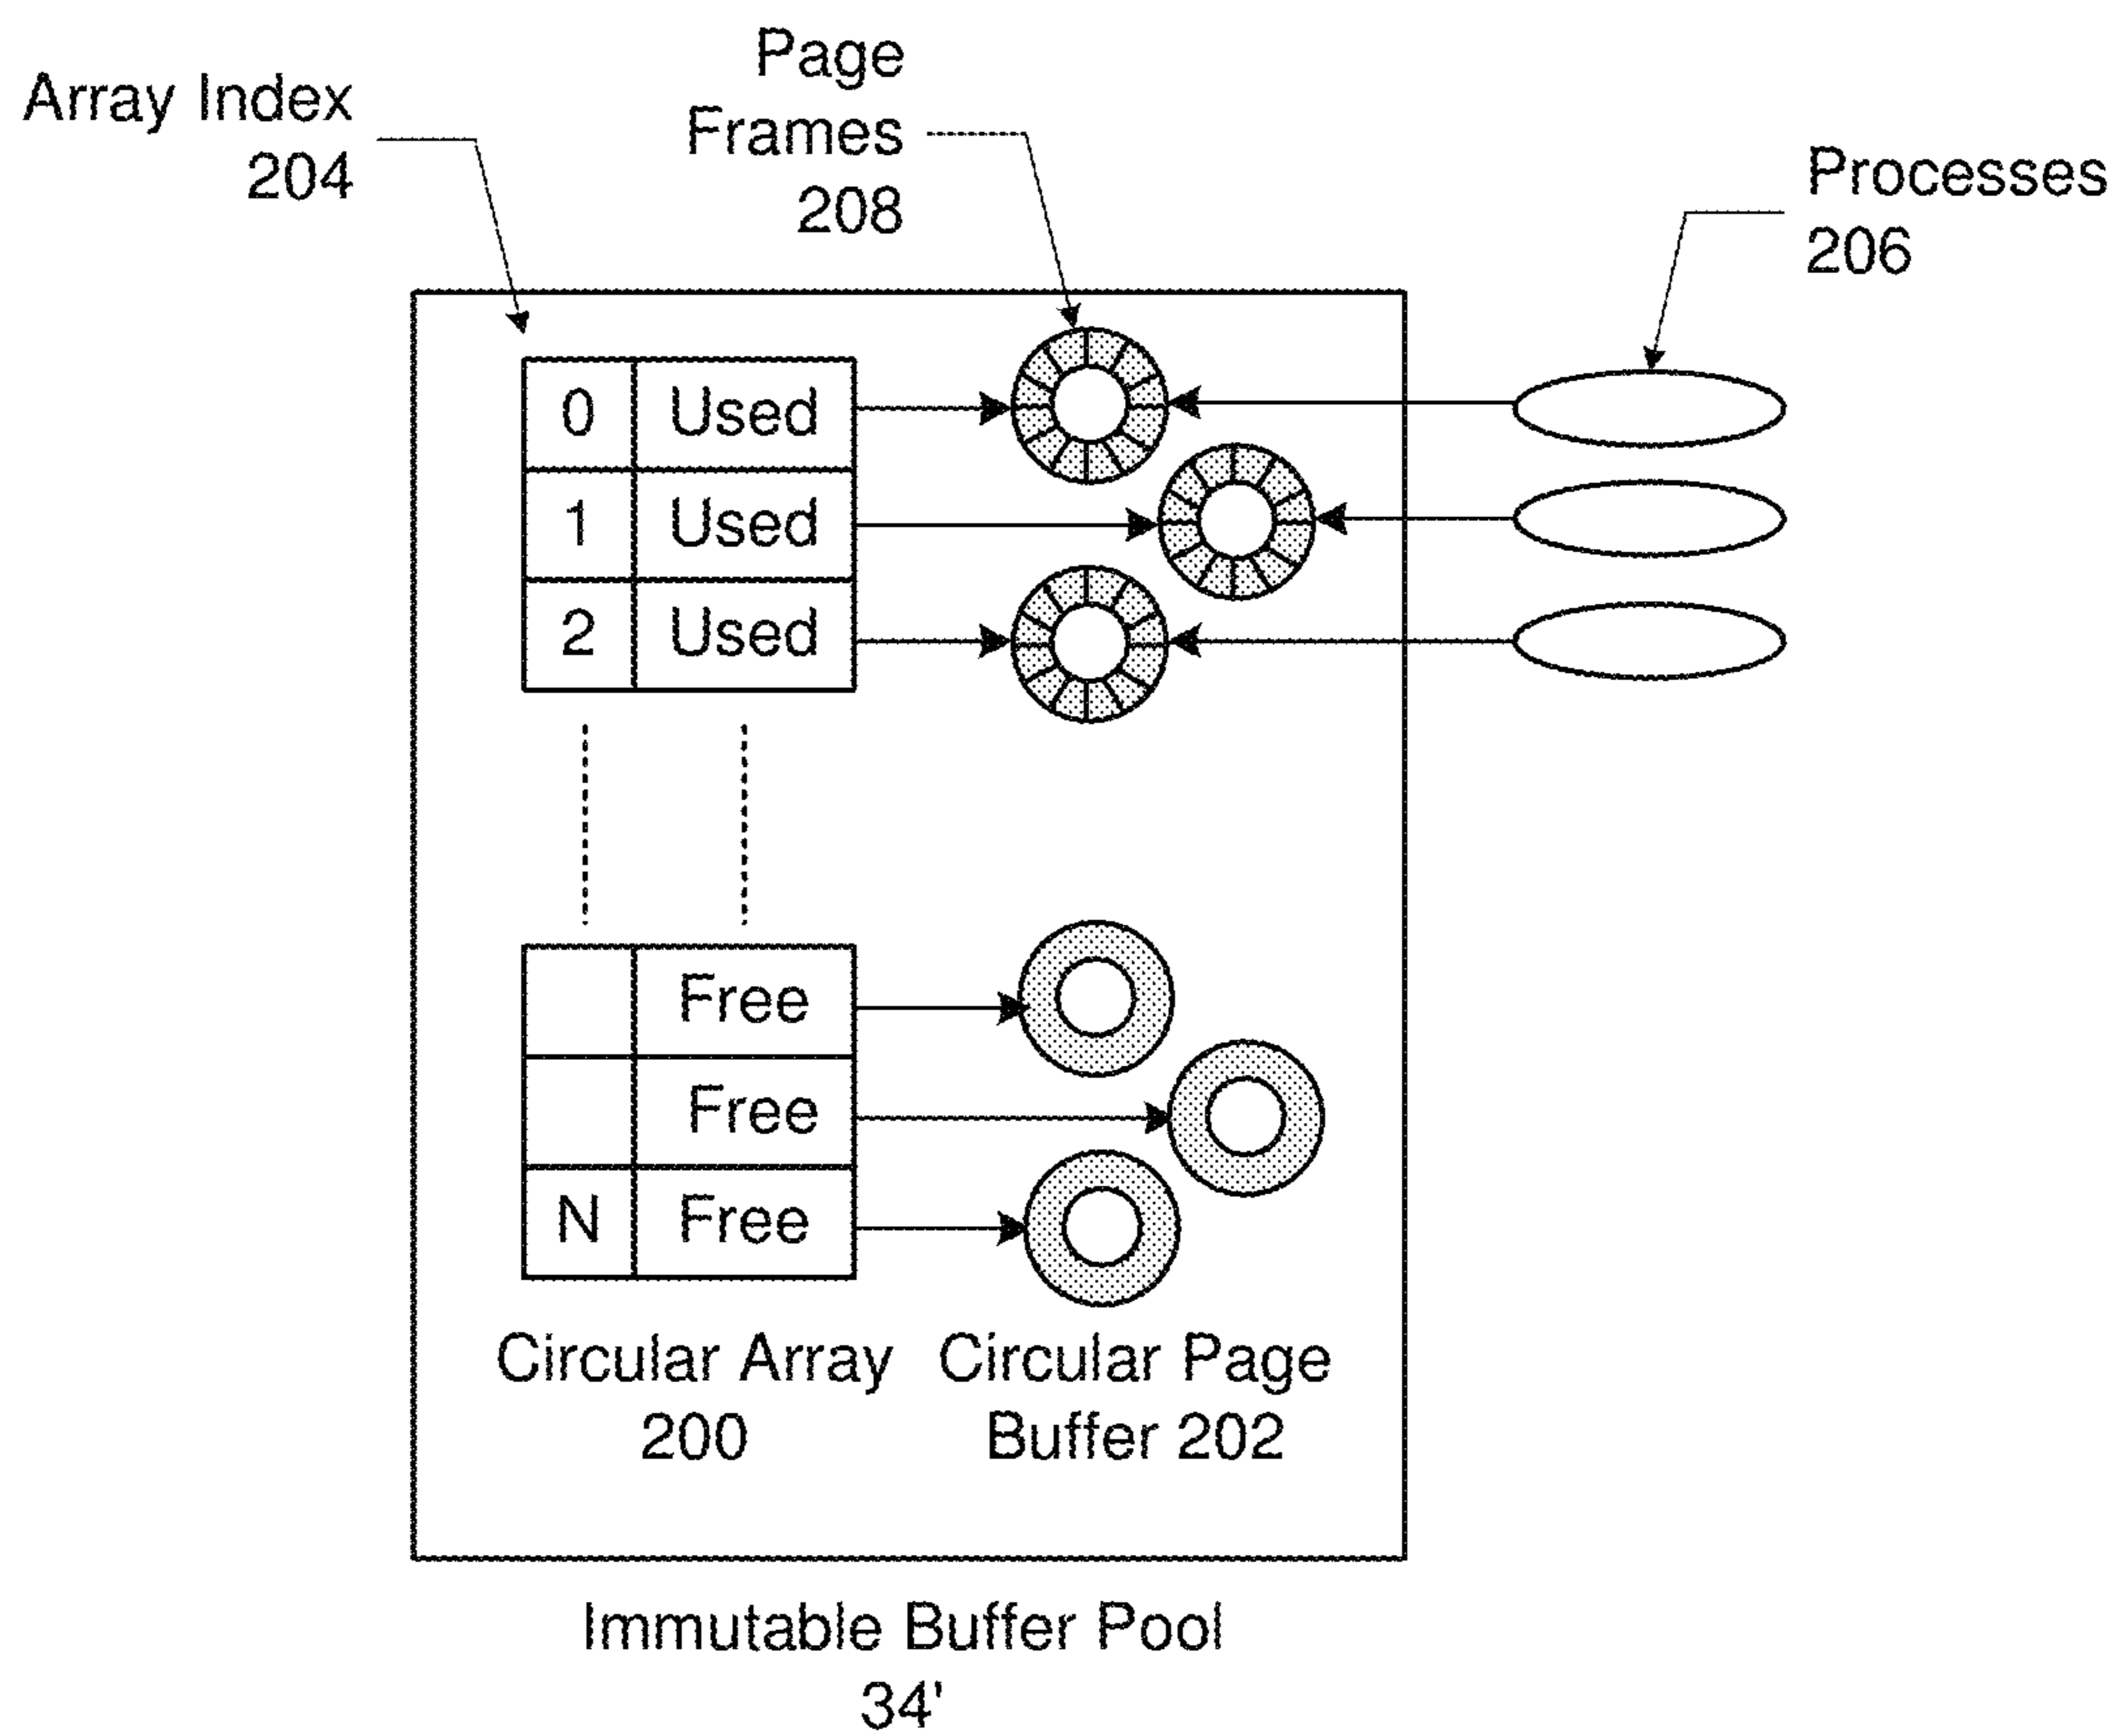 Array Index
204
Page
Frames
208
Processes
206
0 Used
1 Used
2 Used
Free
Free
N Free
Circular Array
200
Circular Page
Buffer 202
Immutable Buffer Pool
34'